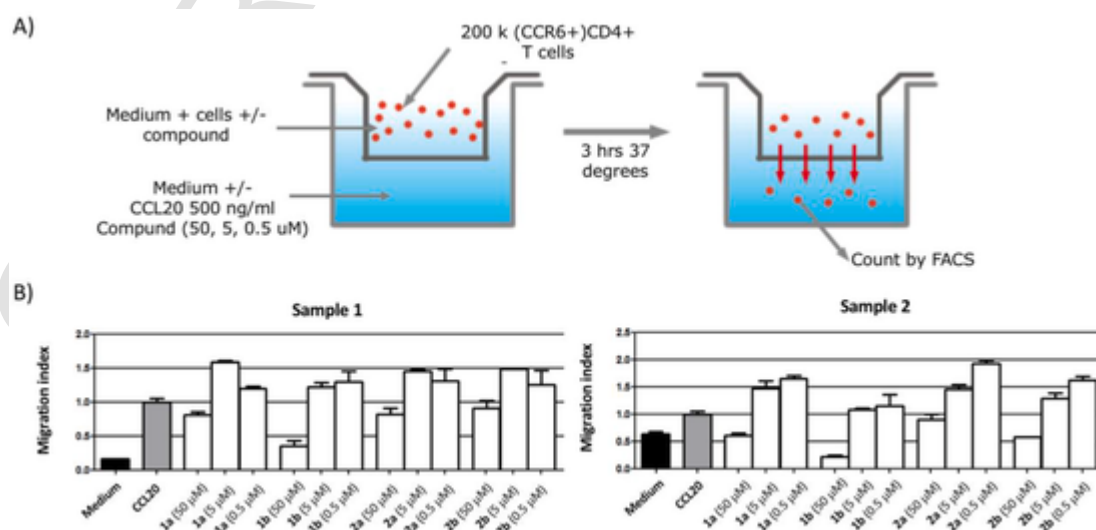 A)
200 k (CCR6+)CD4+
T cells
Medium + cells +/-
compound
3 hrs 37
degrees
Medium +/-
CCL20 500 ng/ml
Compund (50, 5, 0.5 uM)
Count by FACS
B)
Sample 1
Migration index
2.0
1.5
1.0
0.5
0.0
Medium
CCL20
1a (50 µM)
1a (5 µM)
1a (0.5 µM)
1b (50 µM)
1b (5 µM)
1b (0.5 µM)
2a (50 µM)
2a (5 µM)
2a (0.5 µM)
2b (50 µM)
2b (5 µM)
2b (0.5 µM)
Sample 2
Migration index
2.5
2.0
1.5
1.0
0.5
0.0
Medium
CCL20
1a (50 µM)
1a (5 µM)
1a (0.5 µM)
1b (50 µM)
1b (5 µM)
1b (0.5 µM)
2a (50 µM)
2a (5 µM)
2a (0.5 µM)
2b (50 µM)
2b (5 µM)
2b (0.5 µM)